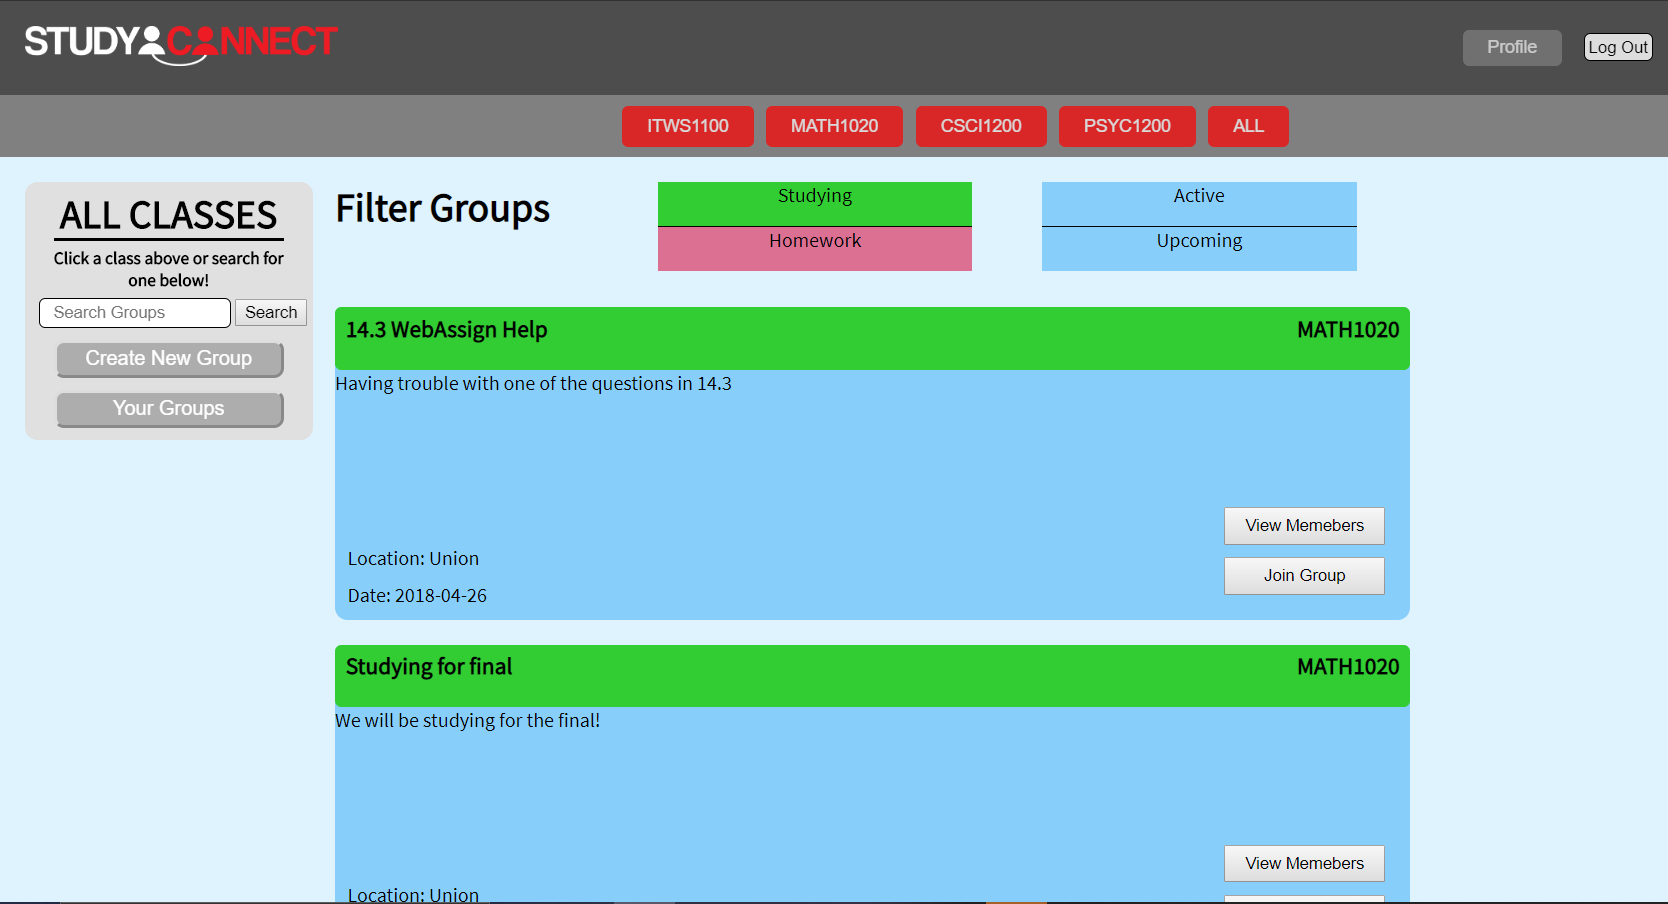 STUDYCONNECT
Profile
Log Out
ITWS1100
MATH1020
CSCI1200
PSYC1200
ALL
ALL CLASSES
Click a class above or search for
one below!
Search Groups
Search
Create New Group
Your Groups
Filter Groups
Studying
Homework
Active
Upcoming
14.3 WebAssign Help
MATH1020
Having trouble with one of the questions in 14.3
View Memebers
Location: Union
Join Group
Date: 2018-04-26
Studying for final
MATH1020
We will be studying for the final!
View Memebers
Location: Union